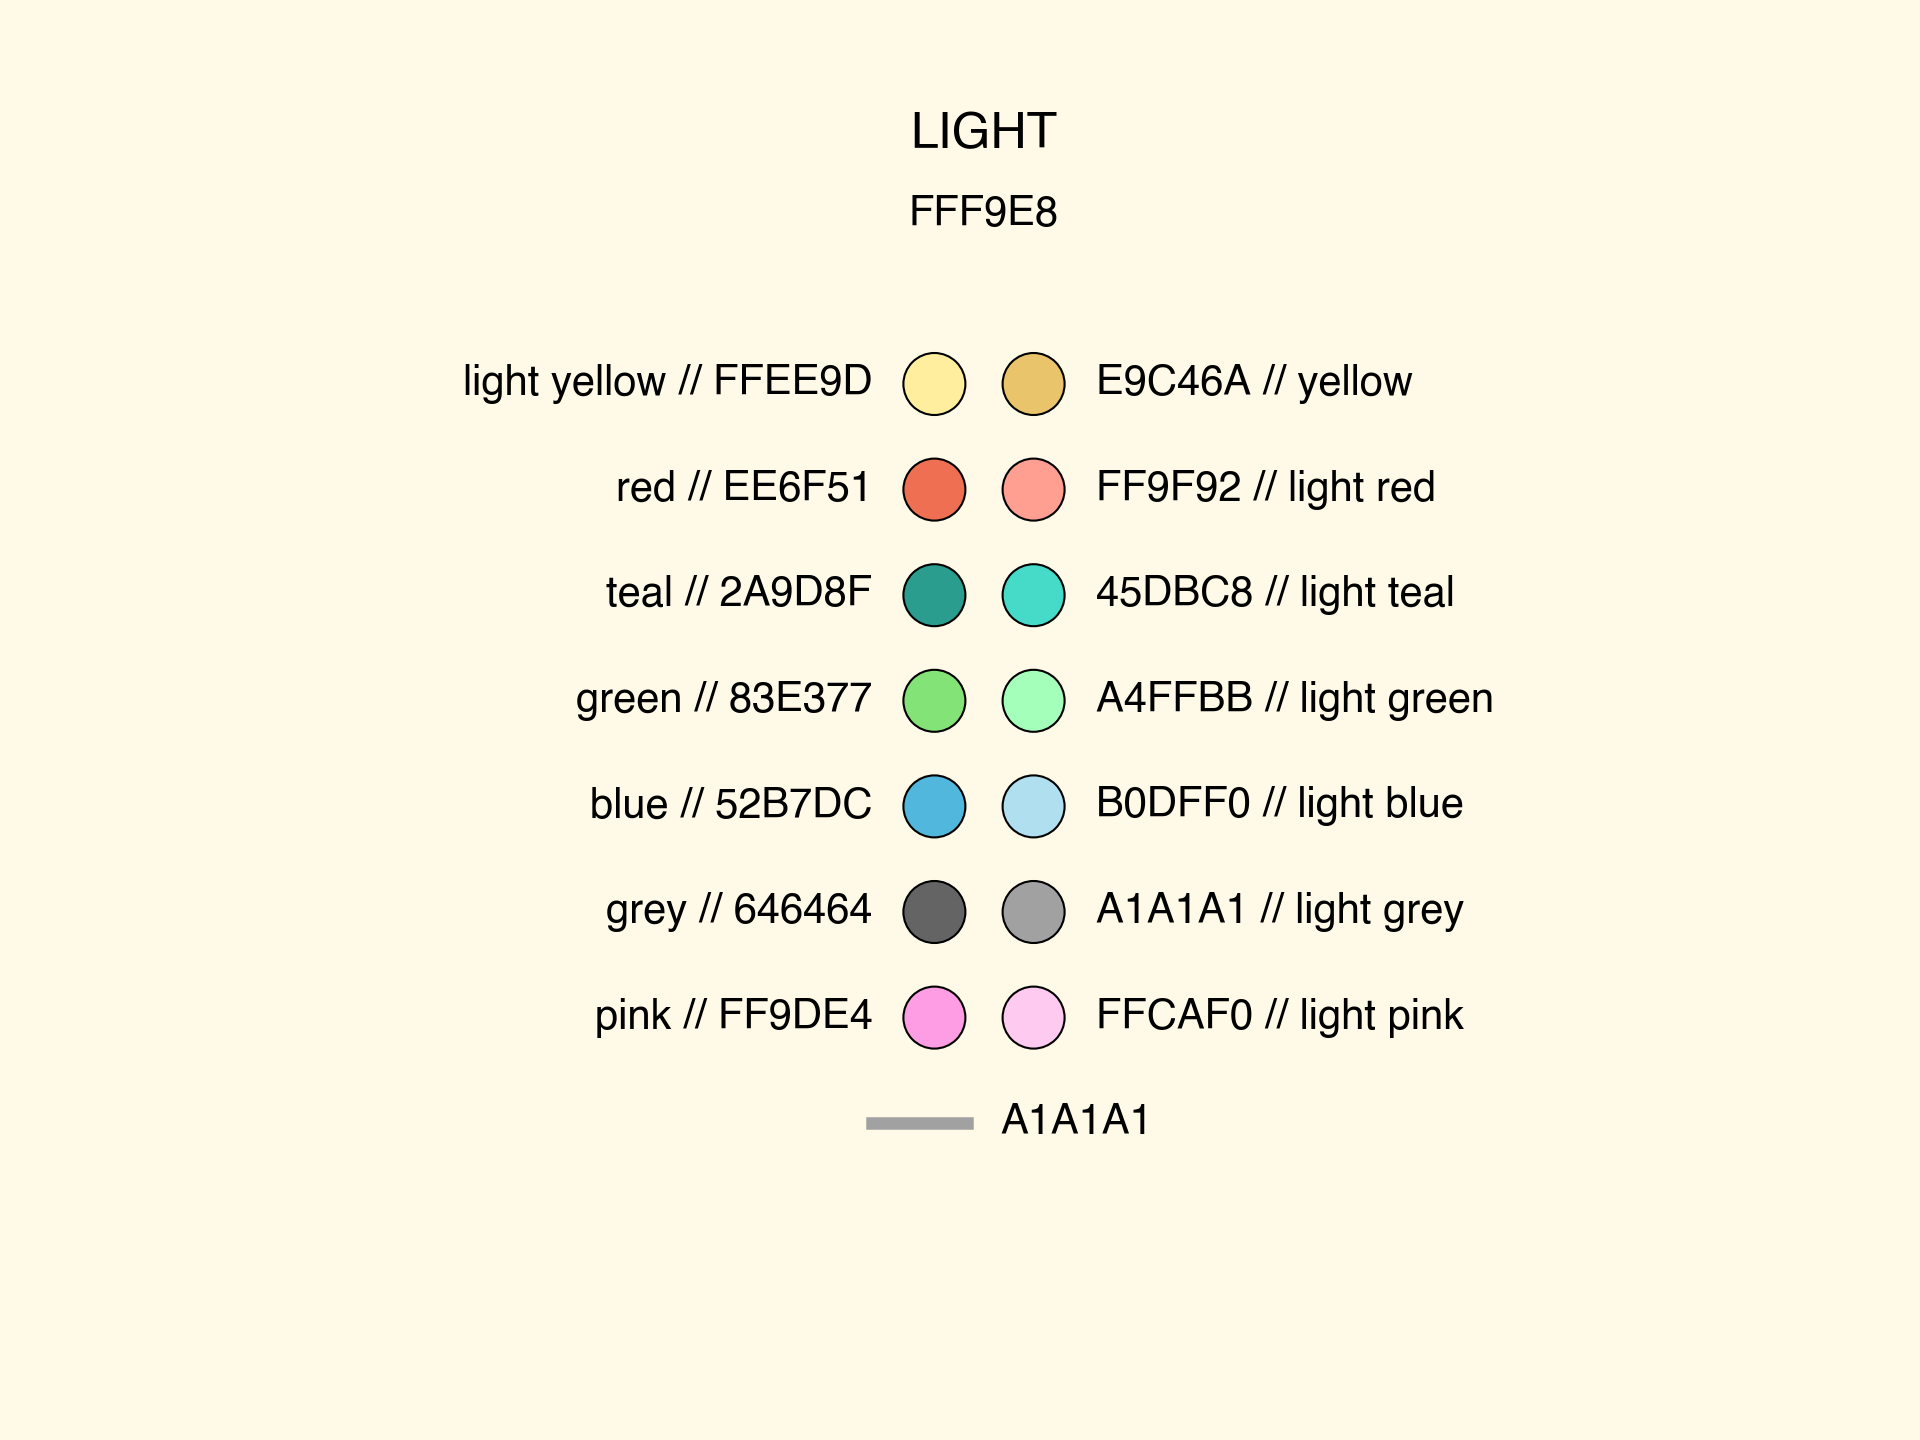 LIGHT
FFF9E8
light yellow // FFEE9D E9C46A // yellow
red // EE6F51 FF9F92 // light red
teal // 2A9D8F 45DBC8 // light teal
green // 83E377 A4FFBB // light green
blue // 52B7DC B0DFF0 // light blue
grey // 646464 A1A1A1 // light grey
pink // FF9DE4 FFCAF0 // light pink
A1A1A1